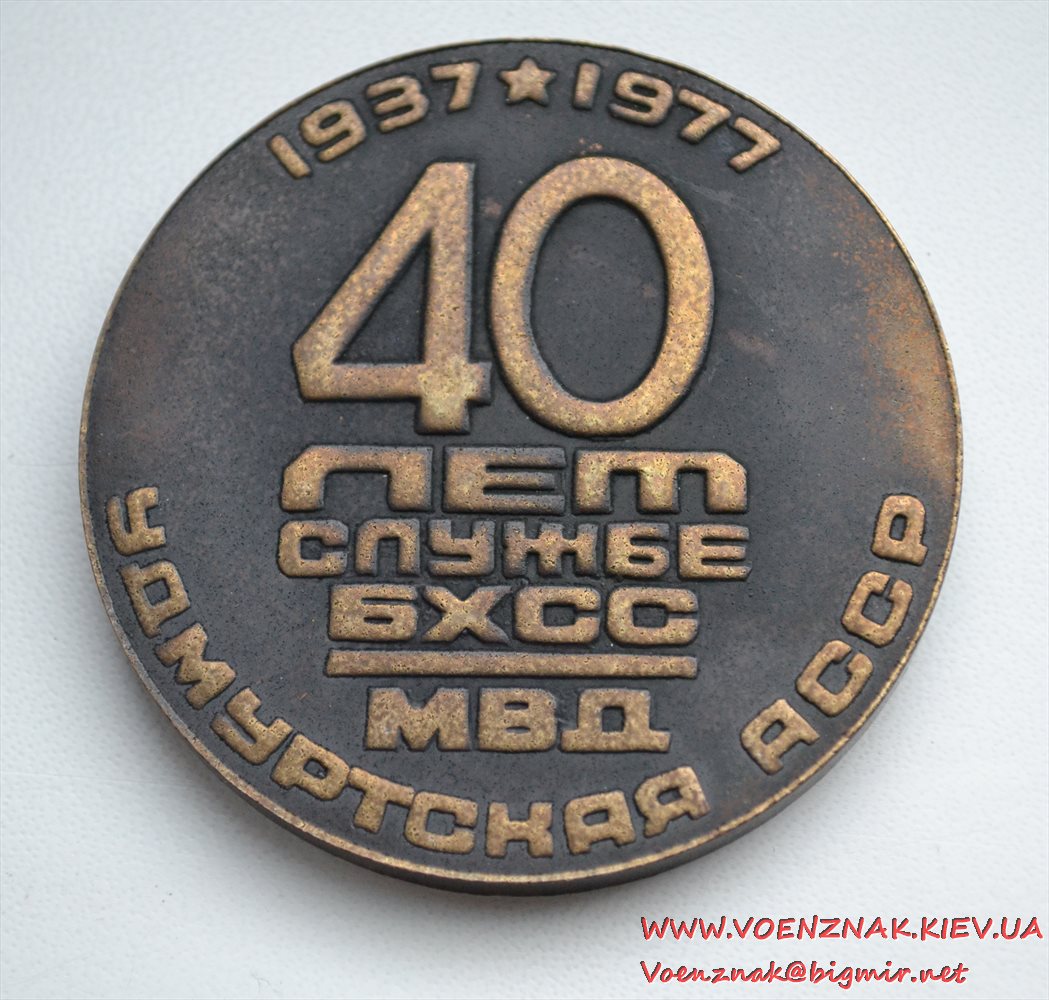 1937 ★ 1977
40
ЛЕТ
СЛУЖБЕ
БХСС
МВД
УДМУРТСКАЯ АССР
WWW.VOENZNAK.KIEV.UA
Voenznak@bigmir.net